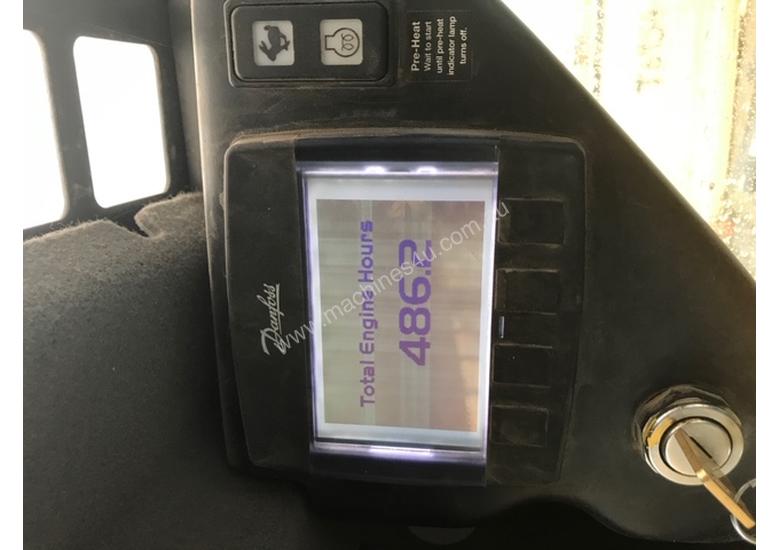 Pre-Heat
Wait to start
until pre-heat
indicator lamp
turns off.
Danfoss
Total Engine Hours
486.2
www.machines4u.com.au